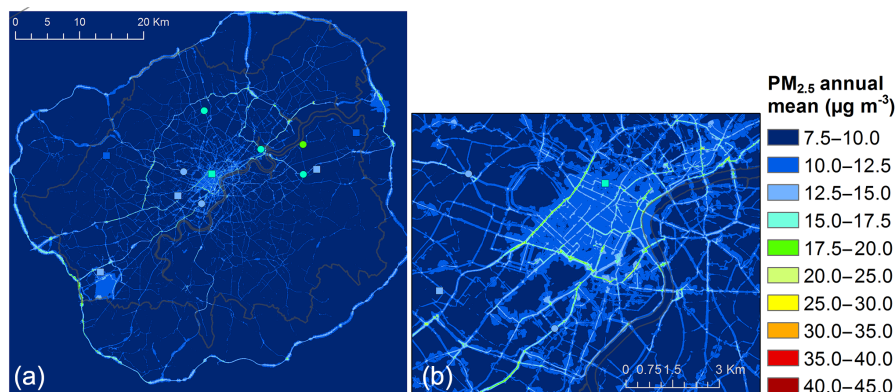 0 5 10 20 Km
(a)
(b)
0 0.751.5 3 Km
PM2.5 annual
mean (µg m-3)
7.5–10.0
10.0–12.5
12.5–15.0
15.0–17.5
17.5–20.0
20.0–25.0
25.0–30.0
30.0–35.0
35.0–40.0
40.0–45.0